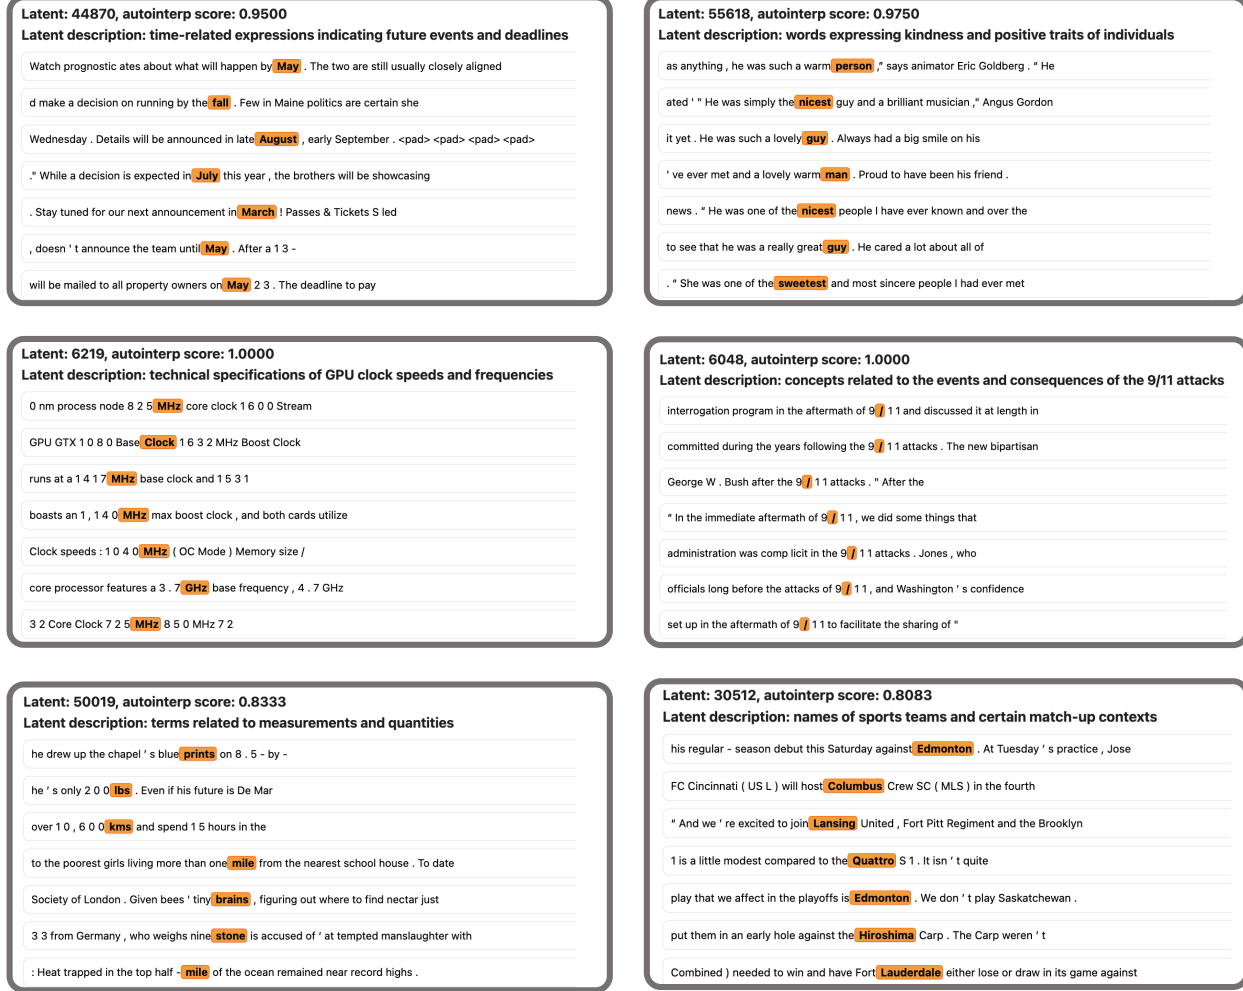 Latent: 44870, autointerp score: 0.9500
Latent description: time-related expressions indicating future events and deadlines
Watch prognostic ates about what will happen by May . The two are still usually closely aligned
d make a decision on running by the fall . Few in Maine politics are certain she
Wednesday . Details will be announced in late August , early September . <pad> <pad> <pad> <pad>
." While a decision is expected in July this year , the brothers will be showcasing
. Stay tuned for our next announcement in March ! Passes & Tickets S led
, doesn ' t announce the team until May . After a 1 3 -
will be mailed to all property owners on May 2 3 . The deadline to pay
Latent: 55618, autointerp score: 0.9750
Latent description: words expressing kindness and positive traits of individuals
as anything , he was such a warm person ," says animator Eric Goldberg . " He
ated ' " He was simply the nicest guy and a brilliant musician ," Angus Gordon
it yet . He was such a lovely guy . Always had a big smile on his
' ve ever met and a lovely warm man . Proud to have been his friend .
news . " He was one of the nicest people I have ever known and over the
to see that he was a really great guy . He cared a lot about all of
. " She was one of the sweetest and most sincere people I had ever met
Latent: 6219, autointerp score: 1.0000
Latent description: technical specifications of GPU clock speeds and frequencies
0 nm process node 8 2 5 MHz core clock 1 6 0 0 Stream
GPU GTX 1 0 8 0 Base Clock 1 6 3 2 MHz Boost Clock
runs at a 1 4 1 7 MHz base clock and 1 5 3 1
boasts an 1 , 1 4 0 MHz max boost clock , and both cards utilize
Clock speeds : 1 0 4 0 MHz ( OC Mode ) Memory size /
core processor features a 3 . 7 GHz base frequency , 4 . 7 GHz
3 2 Core Clock 7 2 5 MHz 8 5 0 MHz 7 2
Latent: 6048, autointerp score: 1.0000
Latent description: concepts related to the events and consequences of the 9/11 attacks
interrogation program in the aftermath of 9 / 1 1 and discussed it at length in
committed during the years following the 9 / 1 1 attacks . The new bipartisan
George W . Bush after the 9 / 1 1 attacks . " After the
" In the immediate aftermath of 9 / 1 1 , we did some things that
administration was comp licit in the 9 / 1 1 attacks . Jones , who
officials long before the attacks of 9 / 1 1 , and Washington ' s confidence
set up in the aftermath of 9 / 1 1 to facilitate the sharing of "
Latent: 50019, autointerp score: 0.8333
Latent description: terms related to measurements and quantities
he drew up the chapel ' s blue prints on 8 . 5 - by -
he ' s only 2 0 0 lbs . Even if his future is De Mar
over 1 0 , 6 0 0 kms and spend 1 5 hours in the
to the poorest girls living more than one mile from the nearest school house . To date
Society of London . Given bees ' tiny brains , figuring out where to find nectar just
3 3 from Germany , who weighs nine stone is accused of ' at tempted manslaughter with
: Heat trapped in the top half - mile of the ocean remained near record highs .
Latent: 30512, autointerp score: 0.8083
Latent description: names of sports teams and certain match-up contexts
his regular - season debut this Saturday against Edmonton . At Tuesday ' s practice , Jose
FC Cincinnati ( US L ) will host Columbus Crew SC ( MLS ) in the fourth
" And we ' re excited to join Lansing United , Fort Pitt Regiment and the Brooklyn
1 is a little modest compared to the Quattro S 1 . It isn ' t quite
play that we affect in the playoffs is Edmonton . We don ' t play Saskatchewan .
put them in an early hole against the Hiroshima Carp . The Carp weren ' t
Combined ) needed to win and have Fort Lauderdale either lose or draw in its game against